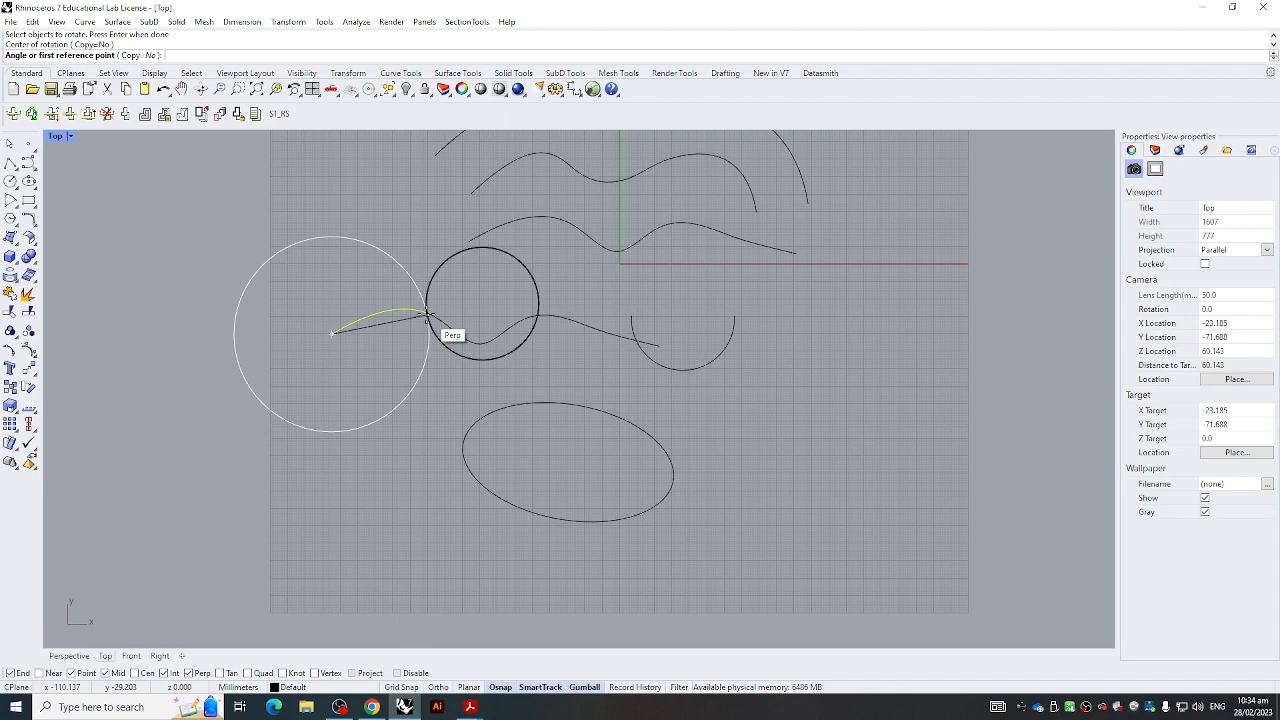 Rhinoceros 7 Educational Lab License - [Top]
File Edit View Curve Surface SubD Solid Mesh Dimension Transform Tools Analyze Render Panels SectionTools Help
Select objects to rotate. Press Enter when done
Center of rotation ( Copy=No )
Angle or first reference point ( Copy=No ):
Standard CPlanes Set View Display Select Viewport Layout Visibility Transform Curve Tools Surface Tools Solid Tools SubD Tools Mesh Tools Render Tools Drafting New in V7 Datasmith
ST_RS
Top
Properties: View properties
Viewport
Title Top
Width 1607
Height 777
Projection Parallel
Locked
Camera
Lens Length(m... 50.0
Rotation 0.0
X Location -23.185
Y Location -71.688
Z Location 60.143
Distance to Tar... 60.143
Location Place...
Target
X Target -23.185
Y Target -71.688
Z Target 0.0
Location Place...
Wallpaper
Filename (none) ...
Show
Gray
Perp
y
x
Perspective Top Front Right
End Near Point Mid Cen Int Perp Tan Quad Knot Vertex Project Disable
CPlane x -110.137 y -29.203 z 0.000 Millimeters Default Grid Snap Ortho Planar Osnap SmartTrack Gumball Record History Filter Available physical memory: 6486 MB
Type here to search
Ai
ENG
10:34 am
28/02/2023